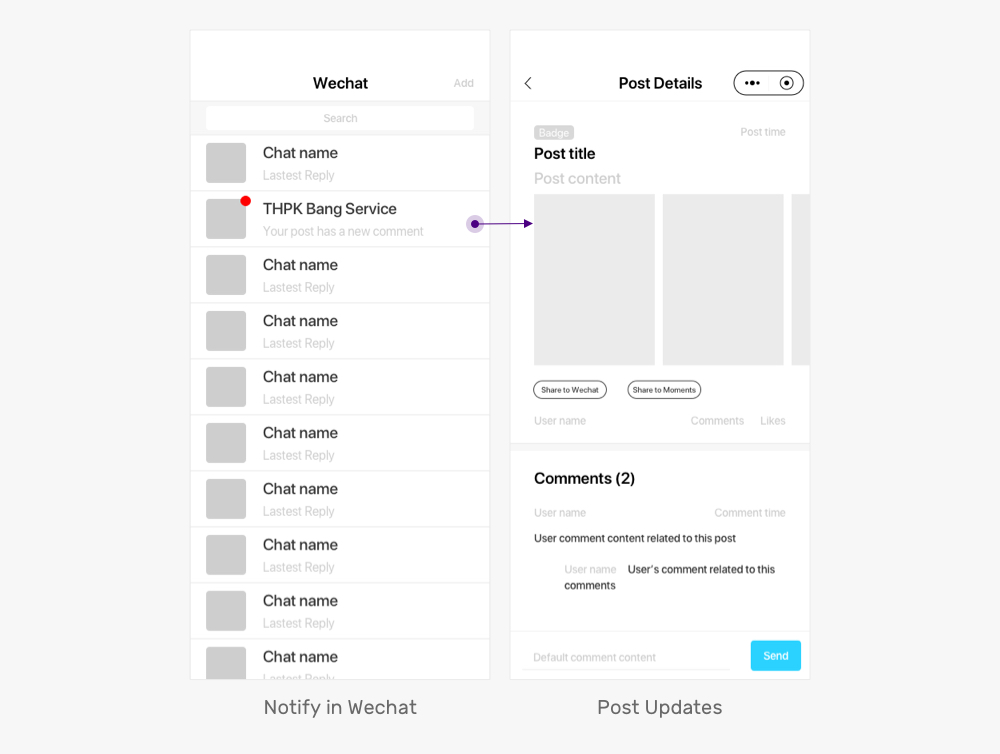 Wechat
Add
Search
Chat name
Lastest Reply
THPK Bang Service
Your post has a new comment
Chat name
Lastest Reply
Chat name
Lastest Reply
Chat name
Lastest Reply
Chat name
Lastest Reply
Chat name
Lastest Reply
Chat name
Lastest Reply
Chat name
Lastest Reply
Chat name
Lastest Reply
Notify in Wechat
Post Details
Badge
Post time
Post title
Post content
Share to Wechat
Share to Moments
User name
Comments
Likes
Comments (2)
User name
Comment time
User comment content related to this post
User name User's comment related to this
comments
Default comment content
Send
Post Updates